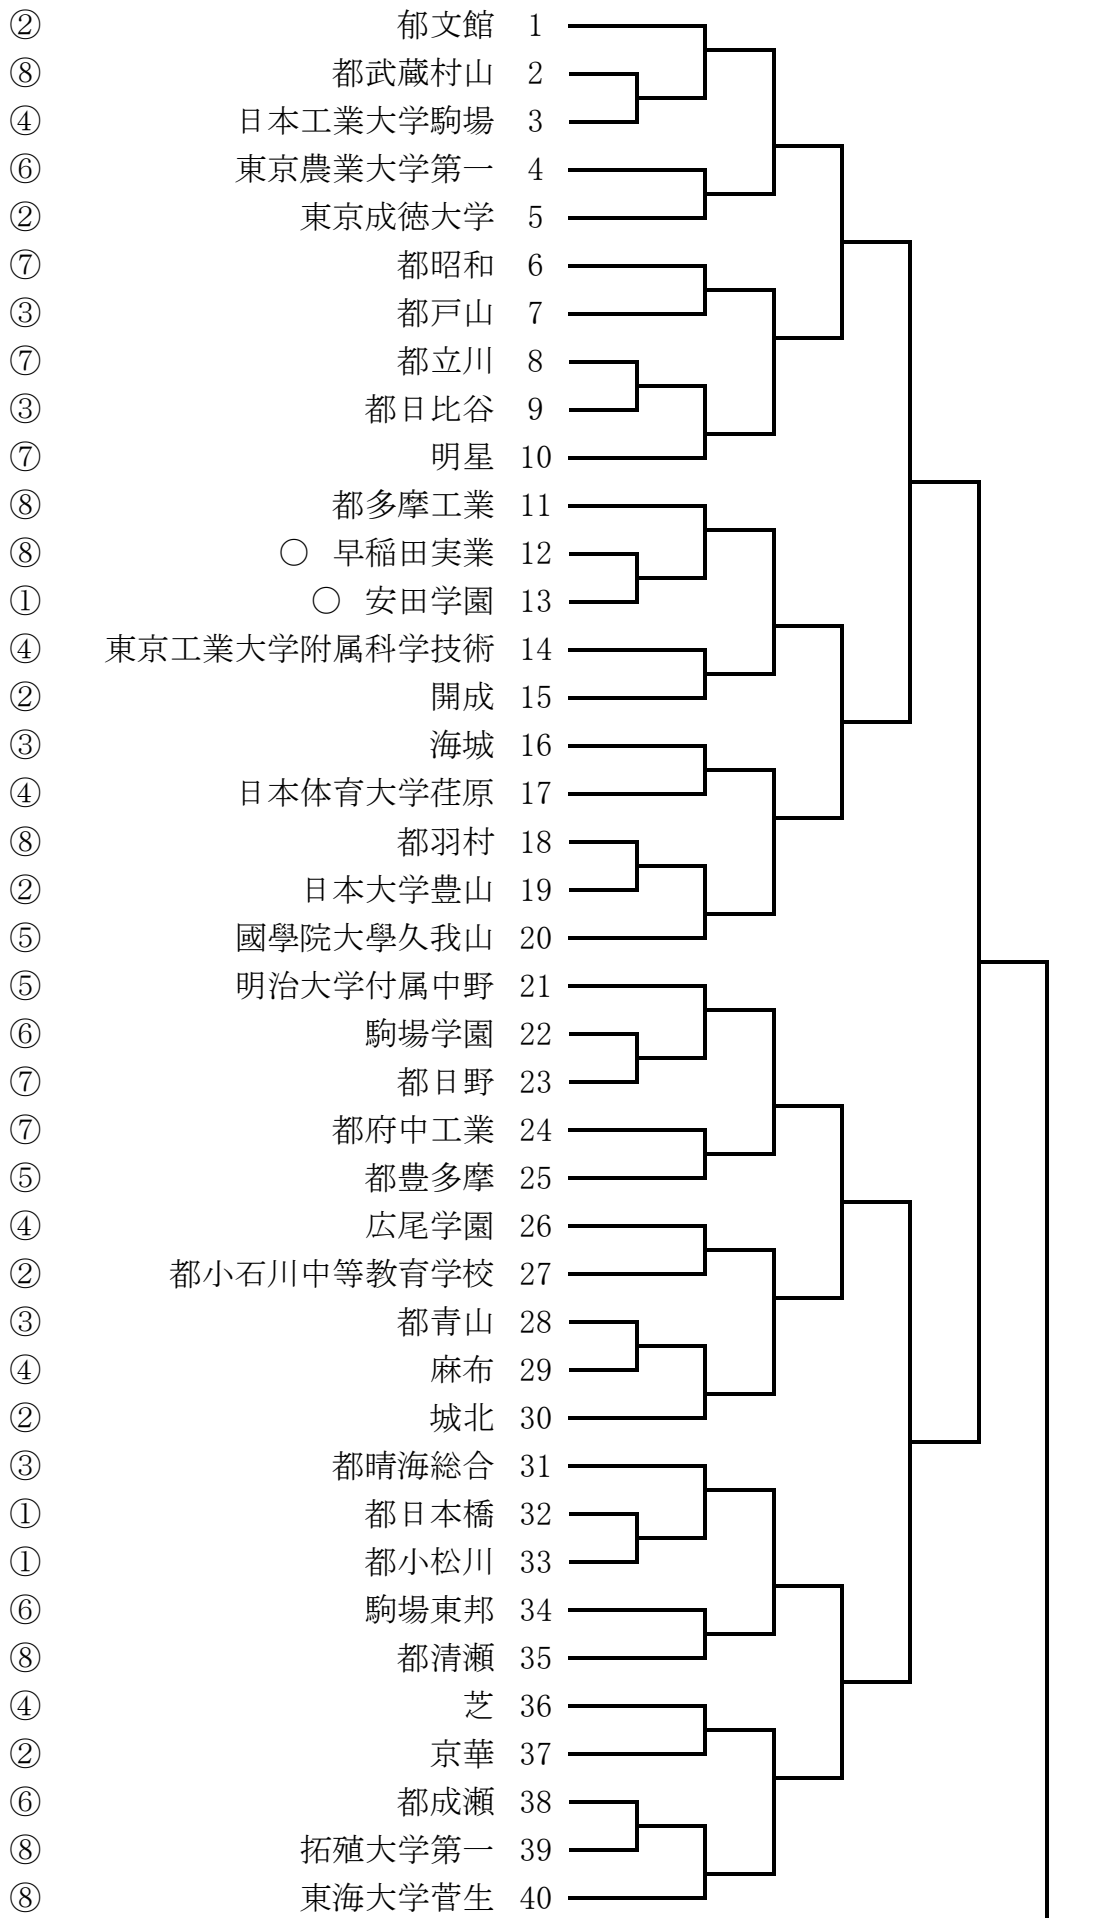 ② 郁文館 1
⑧ 都武蔵村山 2
④ 日本工業大学駒場 3
⑥ 東京農業大学第一 4
② 東京成徳大学 5
⑦ 都昭和 6
③ 都戸山 7
⑦ 都立川 8
③ 都日比谷 9
⑦ 明星 10
⑧ 都多摩工業 11
⑧ ○ 早稲田実業 12
① ○ 安田学園 13
④ 東京工業大学附属科学技術 14
② 開成 15
③ 海城 16
④ 日本体育大学荏原 17
⑧ 都羽村 18
② 日本大学豊山 19
⑤ 國學院大學久我山 20
⑤ 明治大学付属中野 21
⑥ 駒場学園 22
⑦ 都日野 23
⑦ 都府中工業 24
⑤ 都豊多摩 25
④ 広尾学園 26
② 都小石川中等教育学校 27
③ 都青山 28
④ 麻布 29
② 城北 30
③ 都晴海総合 31
① 都日本橋 32
① 都小松川 33
⑥ 駒場東邦 34
⑧ 都清瀬 35
④ 芝 36
② 京華 37
⑥ 都成瀬 38
⑧ 拓殖大学第一 39
⑧ 東海大学菅生 40